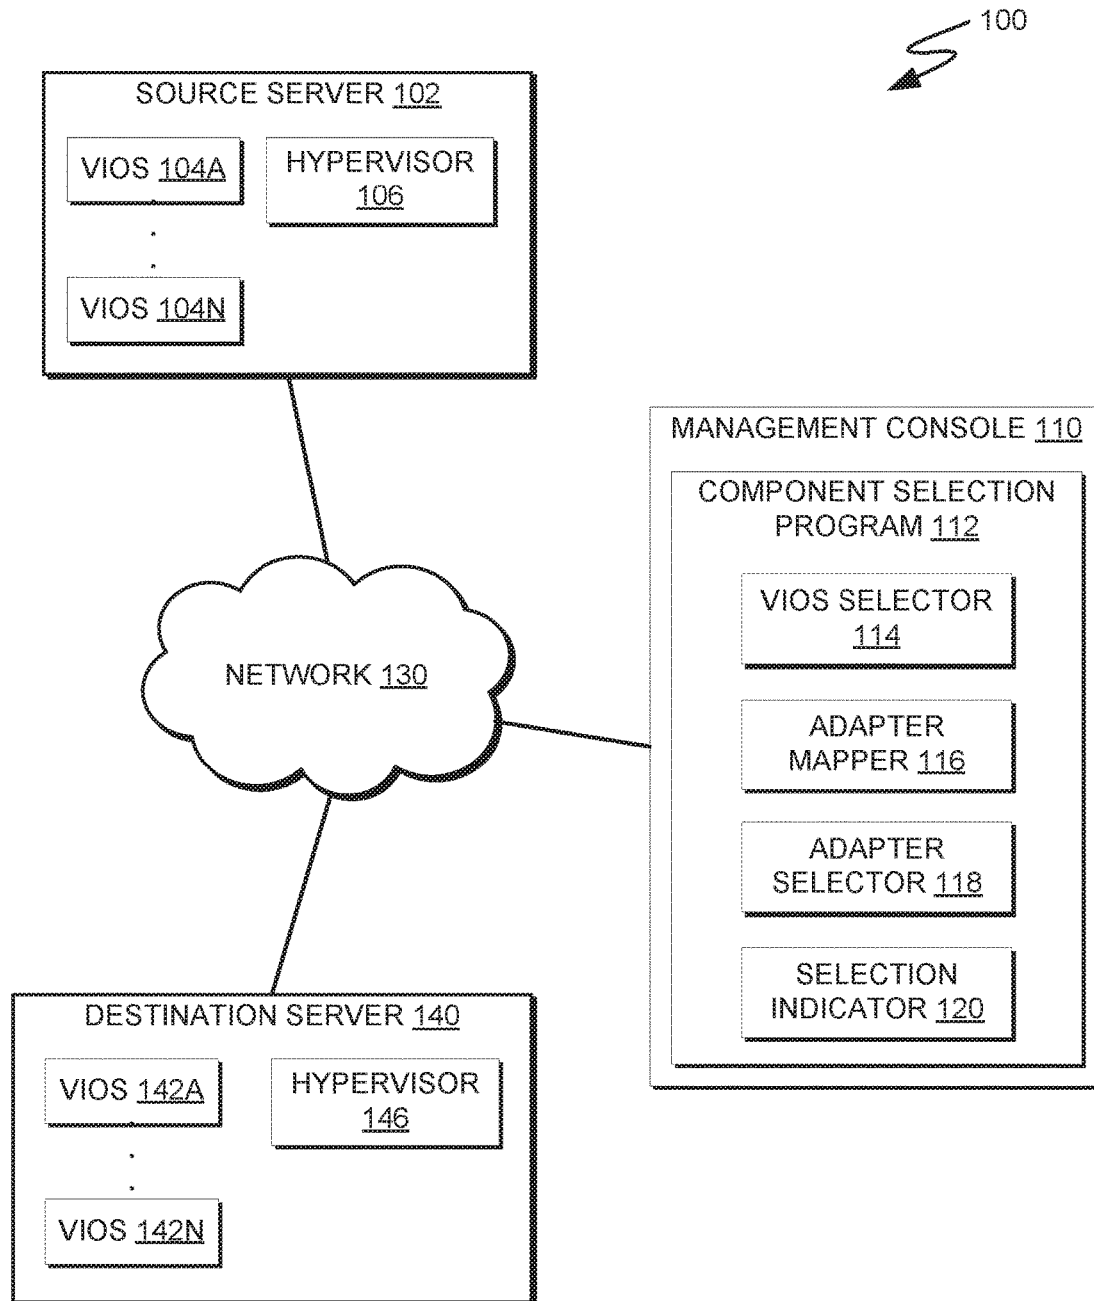 100
SOURCE SERVER 102
VIOS 104A
HYPERVISOR
106
VIOS 104N
MANAGEMENT CONSOLE 110
COMPONENT SELECTION
PROGRAM 112
VIOS SELECTOR
114
ADAPTER
MAPPER 116
ADAPTER
SELECTOR 118
SELECTION
INDICATOR 120
NETWORK 130
DESTINATION SERVER 140
VIOS 142A
HYPERVISOR
146
VIOS 142N